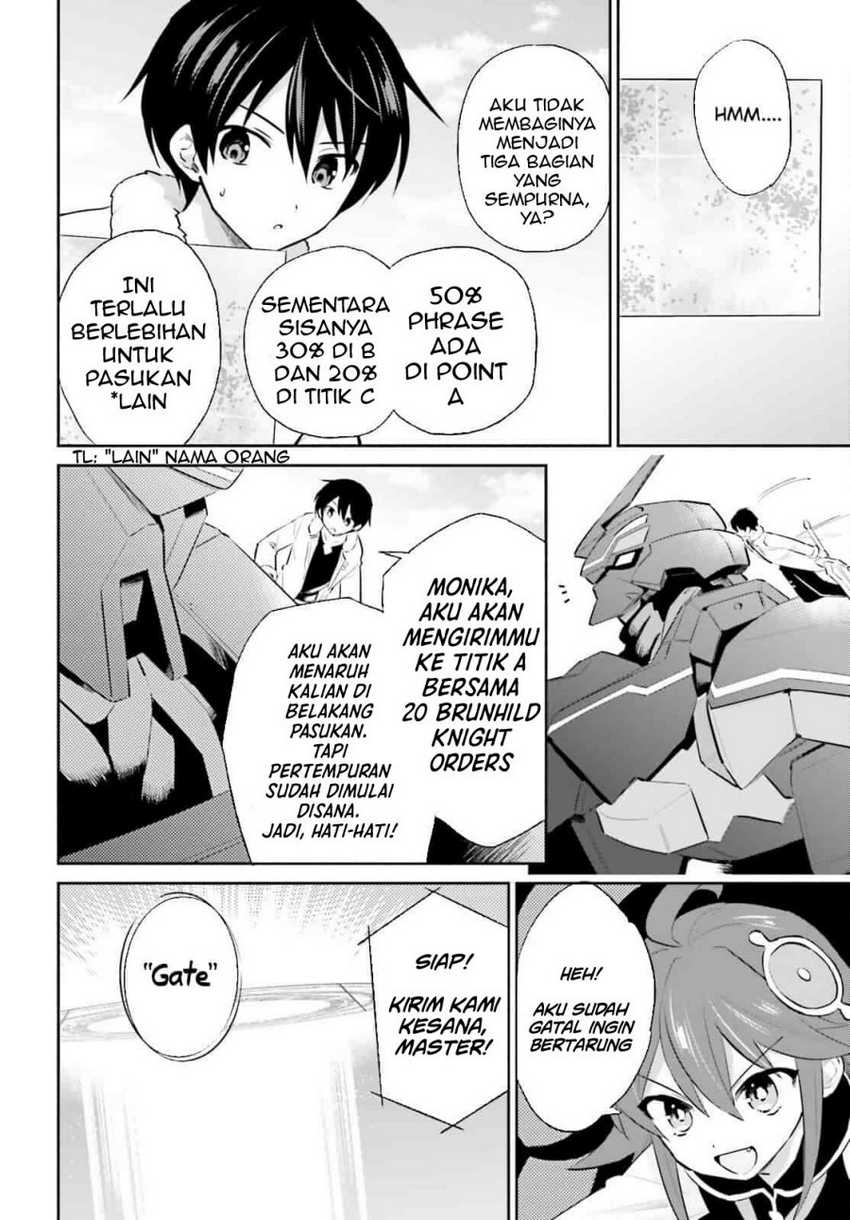 HMM....
AKU TIDAK
MEMBAGINYA
MENJADI
TIGA BAGIAN
YANG
SEMPURNA,
YA?
50%
PHRASE
ADA
DI POINT
A
SEMENTARA
SISANYA
30% DI B
DAN 20%
DI TITIK C
INI
TERLALU
BERLEBIHAN
UNTUK
PASUKAN
*LAIN
TL: "LAIN" NAMA ORANG
MONIKA,
AKU AKAN
MENGIRIMMU
KE TITIK A
BERSAMA
20 BRUNHILD
KNIGHT
ORDERS
AKU AKAN
MENARUH
KALIAN DI
BELAKANG
PASUKAN.
TAPI
PERTEMPURAN
SUDAH DIMULAI
DISANA.
JADI, HATI-HATI!
HEH!
AKU SUDAH
GATAL INGIN
BERTARUNG
SIAP!
KIRIM KAMI
KESANA,
MASTER!
"Gate"